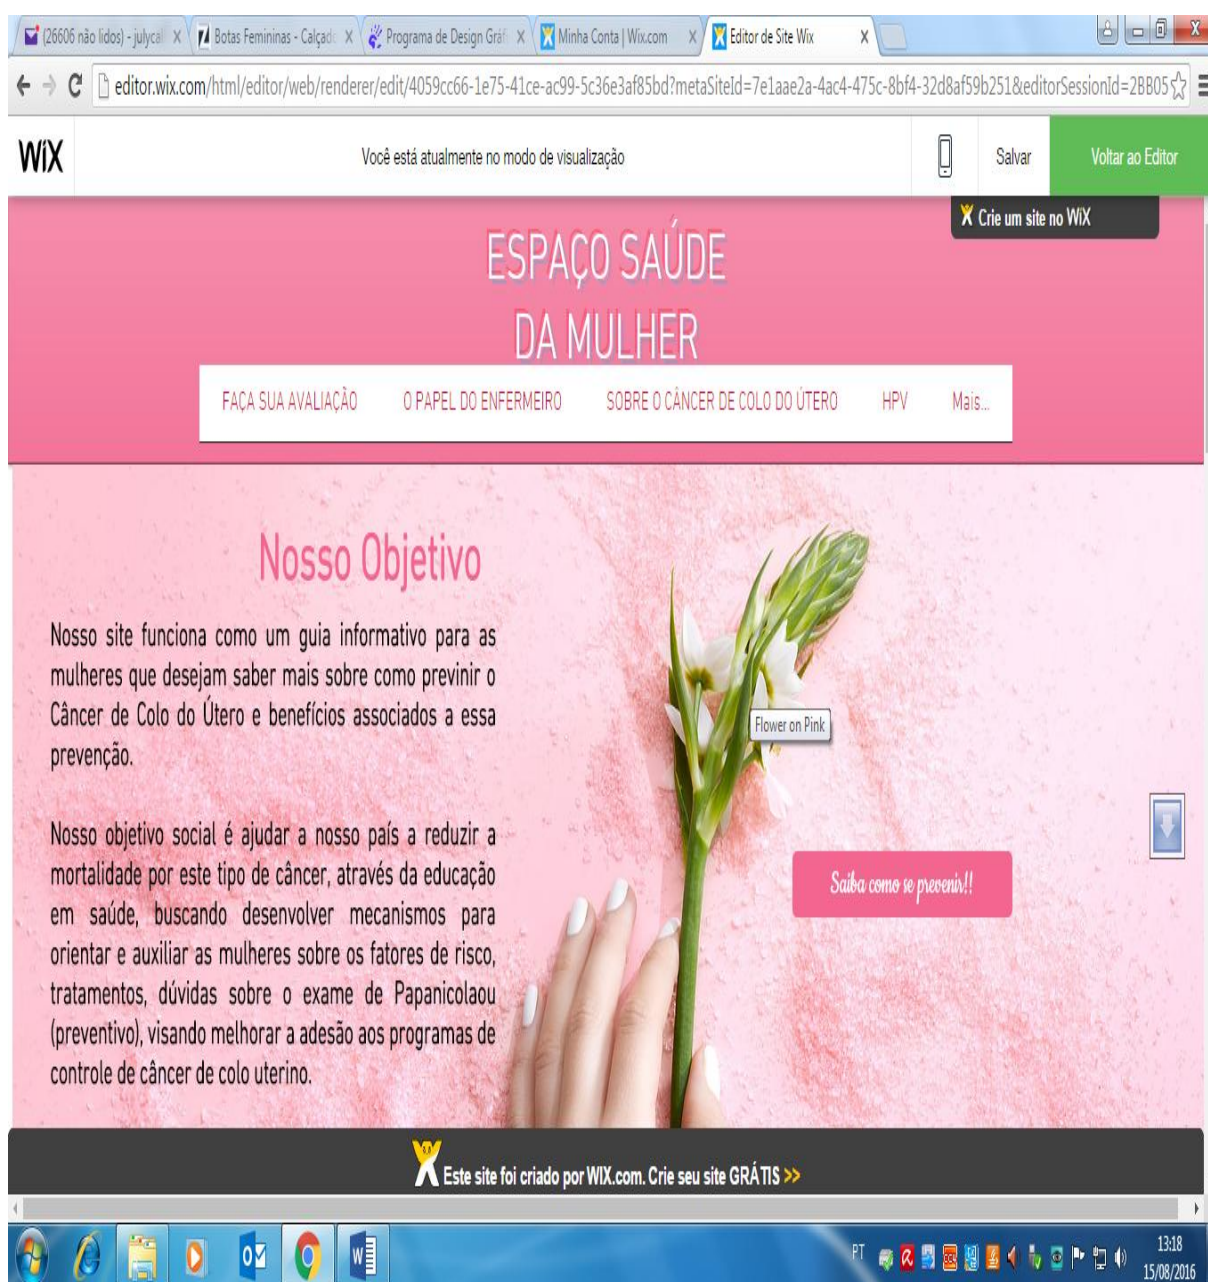 (26606 não lidos) - julycal
Botas Femininas - Calçad
Programa de Design Gráf
Minha Conta | Wix.com
Editor de Site Wix
editor.wix.com/html/editor/web/renderer/edit/4059cc66-1e75-41ce-ac99-5c36e3af85bd?metaSiteId=7e1aae2a-4ac4-475c-8bf4-32d8af59b251&editorSessionId=2BB05
WiX
Você está atualmente no modo de visualização
Salvar
Voltar ao Editor
Crie um site no WiX
ESPAÇO SAÚDE
DA MULHER
FAÇA SUA AVALIAÇÃO O PAPEL DO ENFERMEIRO SOBRE O CÂNCER DE COLO DO ÚTERO HPV Mais...
Nosso Objetivo
Nosso site funciona como um guia informativo para as
mulheres que desejam saber mais sobre como previnir o
Câncer de Colo do Útero e benefícios associados a essa
prevenção.
Nosso objetivo social é ajudar a nosso país a reduzir a
mortalidade por este tipo de câncer, através da educação
em saúde, buscando desenvolver mecanismos para
orientar e auxiliar as mulheres sobre os fatores de risco,
tratamentos, dúvidas sobre o exame de Papanicolaou
(preventivo), visando melhorar a adesão aos programas de
controle de câncer de colo uterino.
Flower on Pink
Saiba como se prevenir!!
Este site foi criado por WIX.com. Crie seu site GRÁTIS >>
PT
13:18
15/08/2016